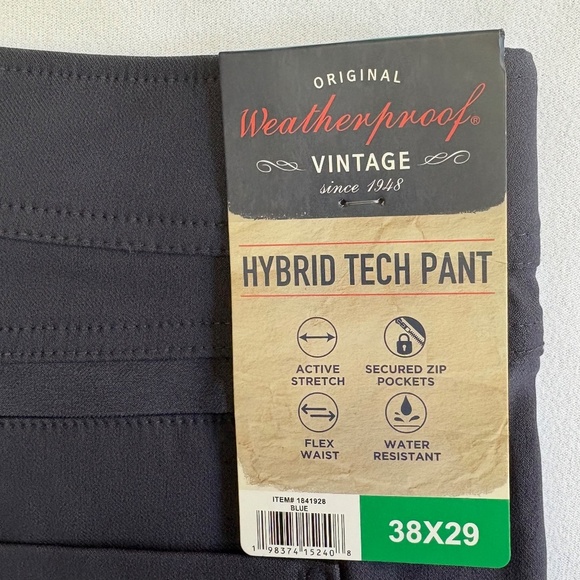 ORIGINAL
Weatherproof®
VINTAGE
since 1948
HYBRID TECH PANT
ACTIVE
STRETCH
SECURED ZIP
POCKETS
FLEX
WAIST
WATER
RESISTANT
ITEM# 1841928
BLUE
1 98374 15240 8
38X29